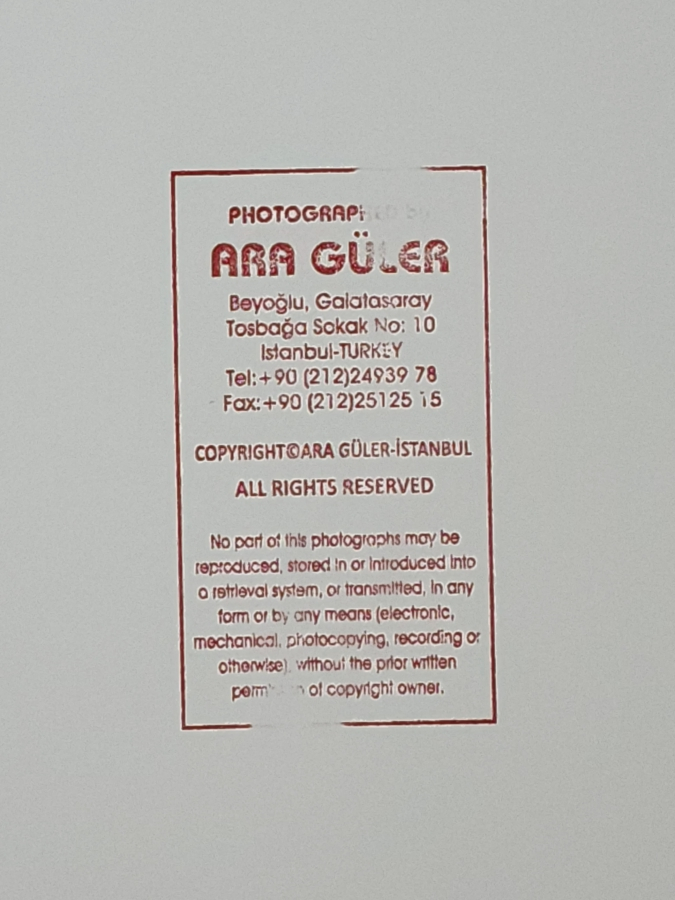 ARA GÜLER
Beyoğlu, Galatasaray
Tosbağa Sokak No: 10
Istanbul-TURKEY
Tel:+90 (212)24939 78
Fax:+90 (212)25125 15
COPYRIGHT©ARA GÜLER-İSTANBUL
ALL RIGHTS RESERVED
No part of this photographs may be
reproduced, stored in or introduced into
a retrieval system, or transmitted, in any
form or by any means (electronic,
mechanical, photocopying, recording or
otherwise), without the prior written
of copyright owner.